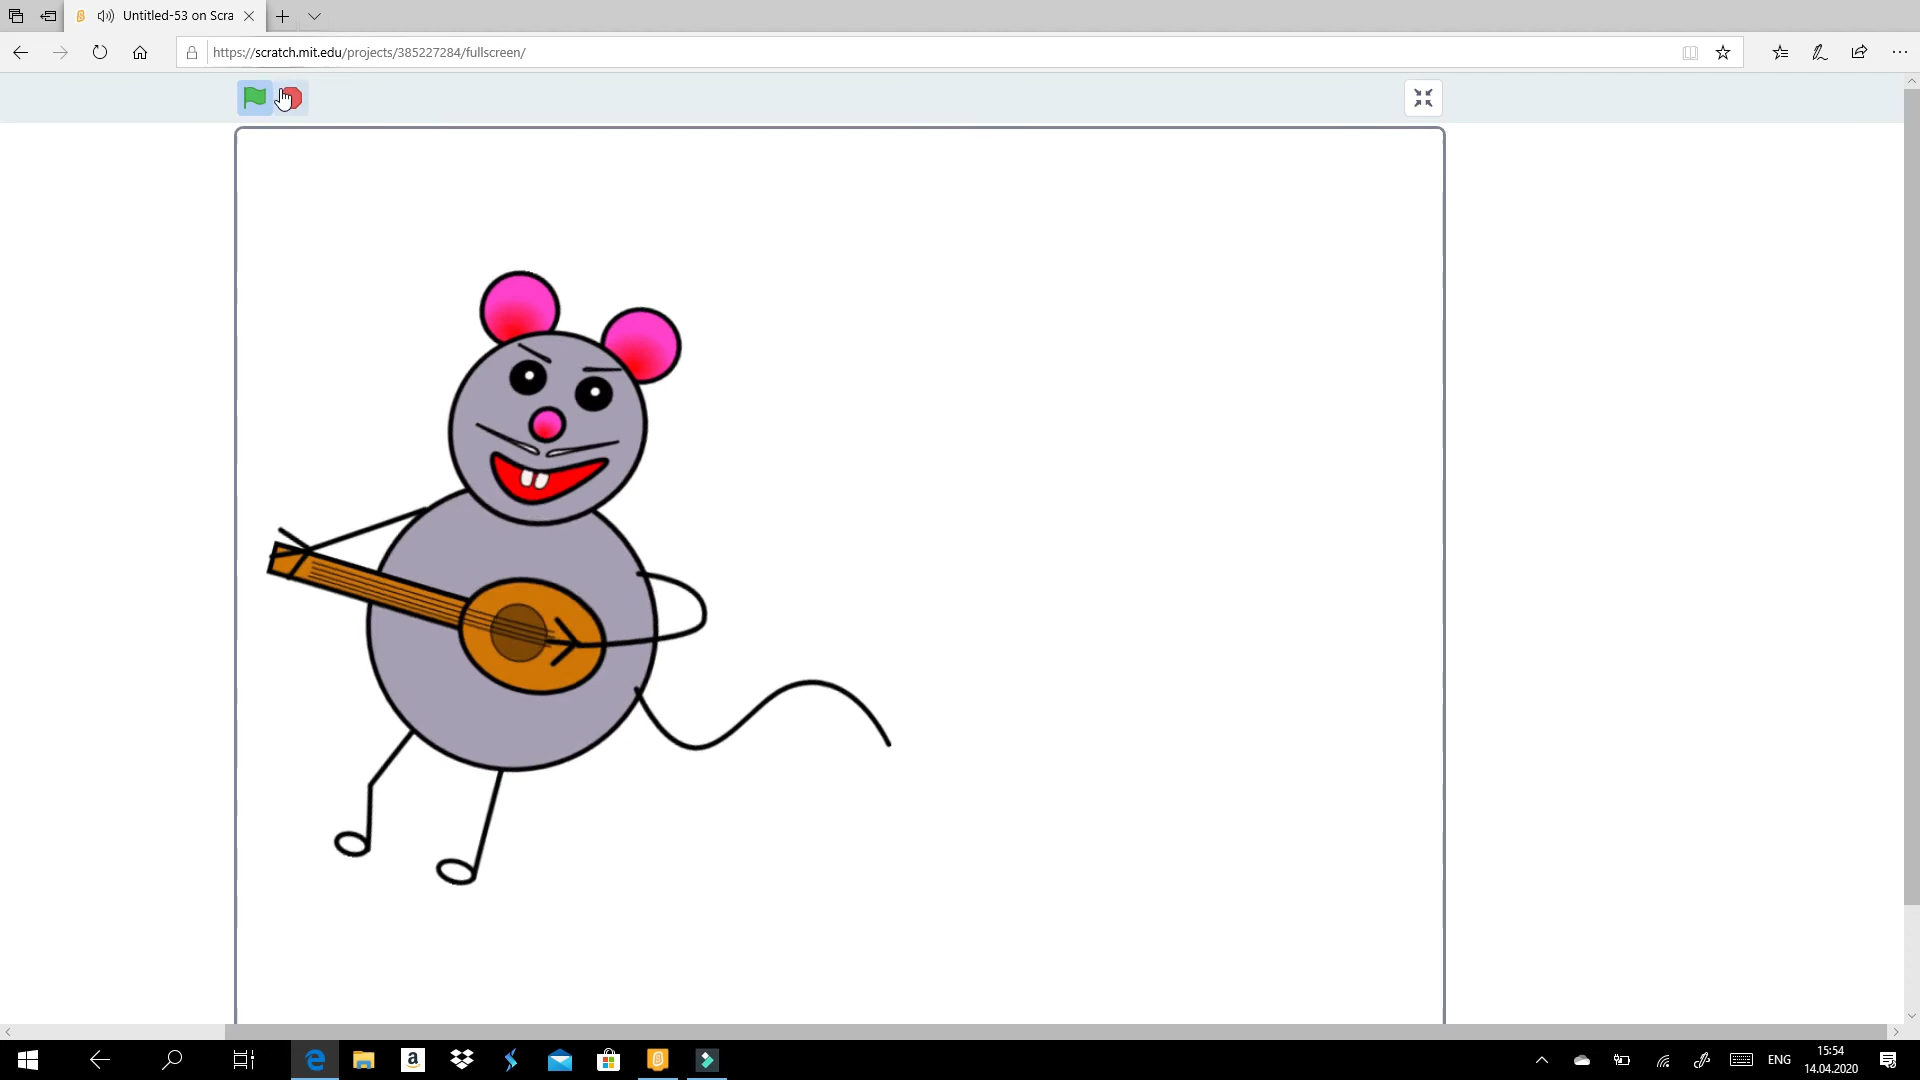 Untitled-53 on Scra
https://scratch.mit.edu/projects/385227284/fullscreen/
ENG
15:54
14.04.2020